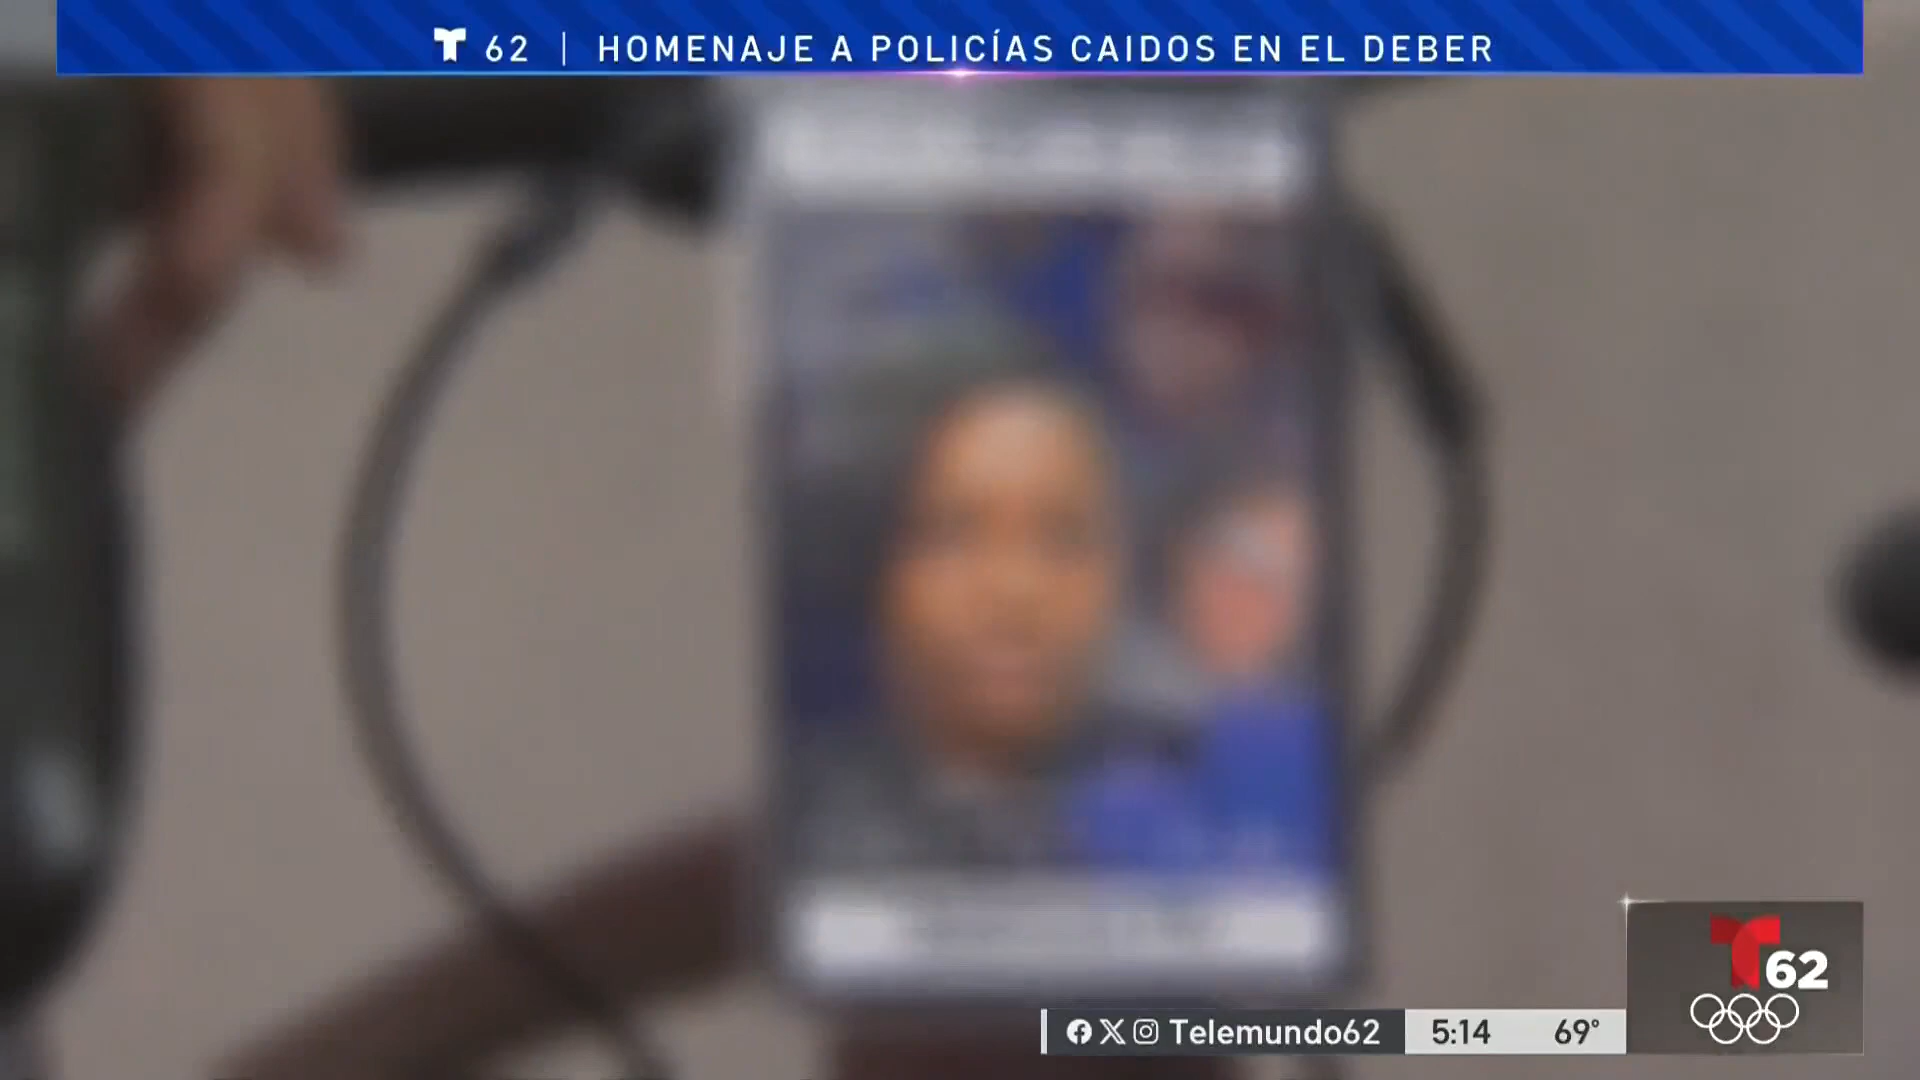 62 | HOMENAJE A POLICÍAS CAIDOS EN EL DEBER
62
Telemundo62 5:14 69°